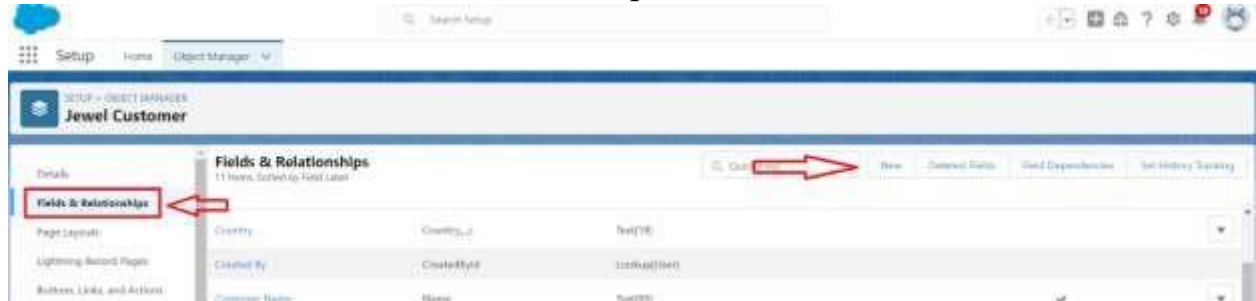 Search Setup
Setup Home Object Manager
SETUP > OBJECT MANAGER
Jewel Customer
Details
Fields & Relationships
Page Layouts
Lightning Record Pages
Buttons, Links, and Actions
Fields & Relationships
11 Items, Sorted by Field Label
New Deleted Fields Field Dependencies Set History Tracking
Country Country__c Text(18)
Created By CreatedById Lookup(User)
Customer Name Name